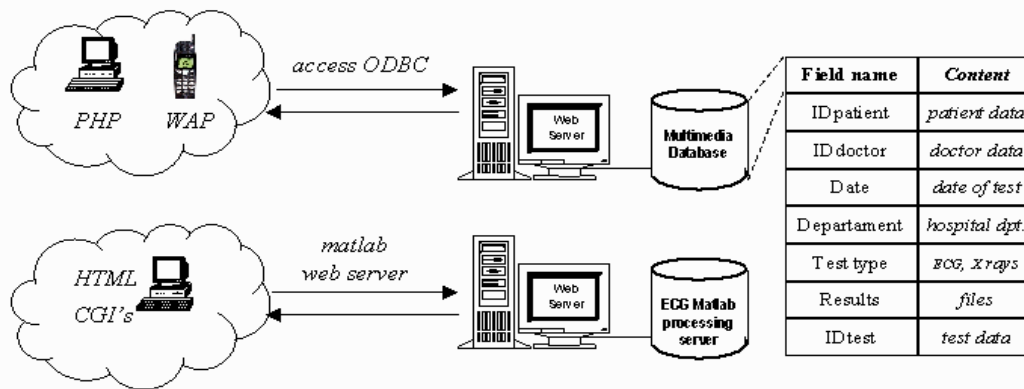 PHP WAP
access ODBC
Web
Server
Multimedia
Database
HTML
CGI's
matlab
web server
Web
Server
ECG Matlab
processing
server
Field name Content
IDpatient patient data
IDdoctor doctor data
Date date of test
Departament hospital dpt.
Test type ECG, X rays
Results files
IDtest test data